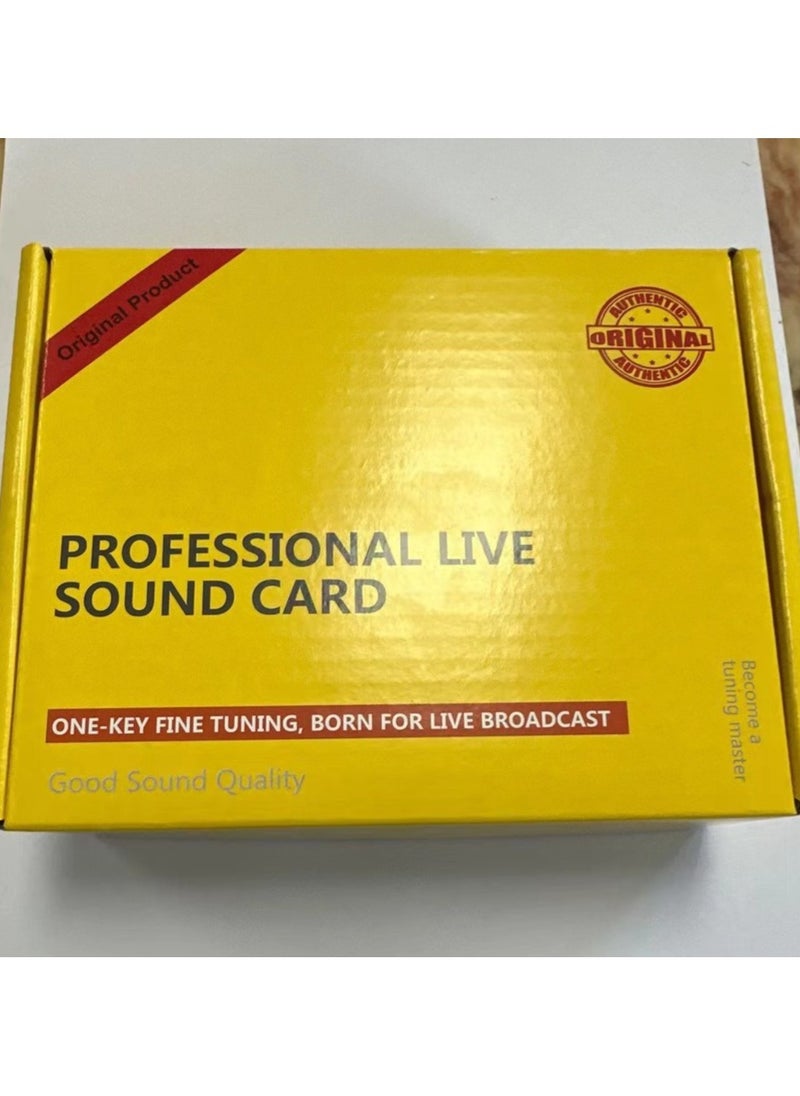 Original Product
AUTHENTIC
ORIGINAL
AUTHENTIC
PROFESSIONAL LIVE
SOUND CARD
ONE-KEY FINE TUNING, BORN FOR LIVE BROADCAST
Good Sound Quality
Become a
tuning master